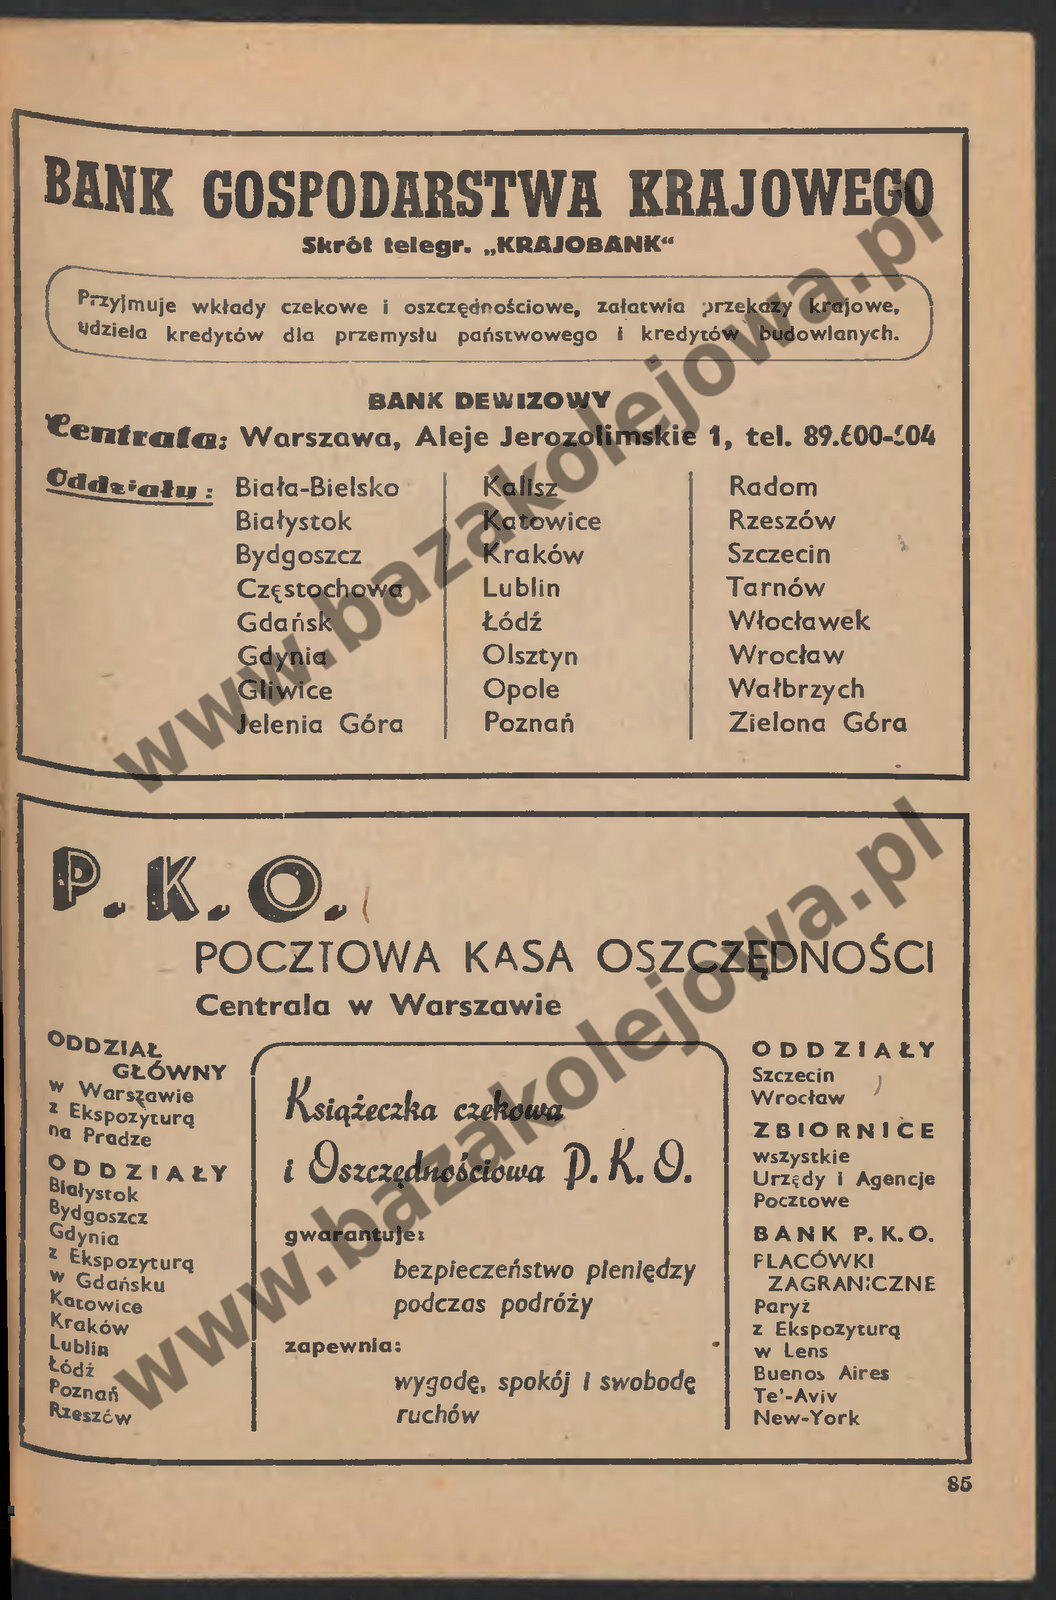 BANK GOSPODARSTWA KRAJOWEGO
Skrót telegr. „KRAJOBANK“
Przyjmuje wkłady czekowe i oszczędnościowe, załatwia przekazy krajowe,
udziela kredytów dla przemysłu państwowego i kredytów budowlanych.
BANK DEWIZOWY
Centrala: Warszawa, Aleje Jerozolimskie 1, tel.
Oddziały:
Biała-Bielsko
Białystok
Bydgoszcz
Częstochowa
Gdańsk
Gdynia
Gliwice
Jelenia Góra
Kalisz
Katowice
Kraków
Lublin
Łódź
Olsztyn
Opole
Poznań
Radom
Rzeszów
Szczecin
Tarnów
Włocławek
Wrocław
Wałbrzych
Zielona Góra
P.K.O.
POCZTOWA KASA OSZCZĘDNOŚCI
Centrala w Warszawie
ODDZIAŁ
GŁÓWNY
w Warszawie
z Ekspozyturą
na Pradze
ODDZIAŁY
Białystok
Bydgoszcz
Gdynia
z Ekspozyturą
w Gdańsku
Katowice
Kraków
Lublin
Łódź
Poznań
Rzeszów
Książeczka czekowa
i Oszczędnościowa P.K.O.
gwarantuje:
bezpieczeństwo pieniędzy
podczas podróży
zapewnia:
wygodę, spokój i swobodę
ruchów
ODDZIAŁY
Szczecin
Wrocław
ZBIORNICE
wszystkie
Urzędy i Agencje
Pocztowe
BANK P.K.O.
PLACÓWKI
ZAGRANICZNE
Paryż
z Ekspozyturą
w Lens
Buenos Aires
Tel-Aviv
New-York
85
www.bazakolejowa.pl
www.bazakolejowa.pl